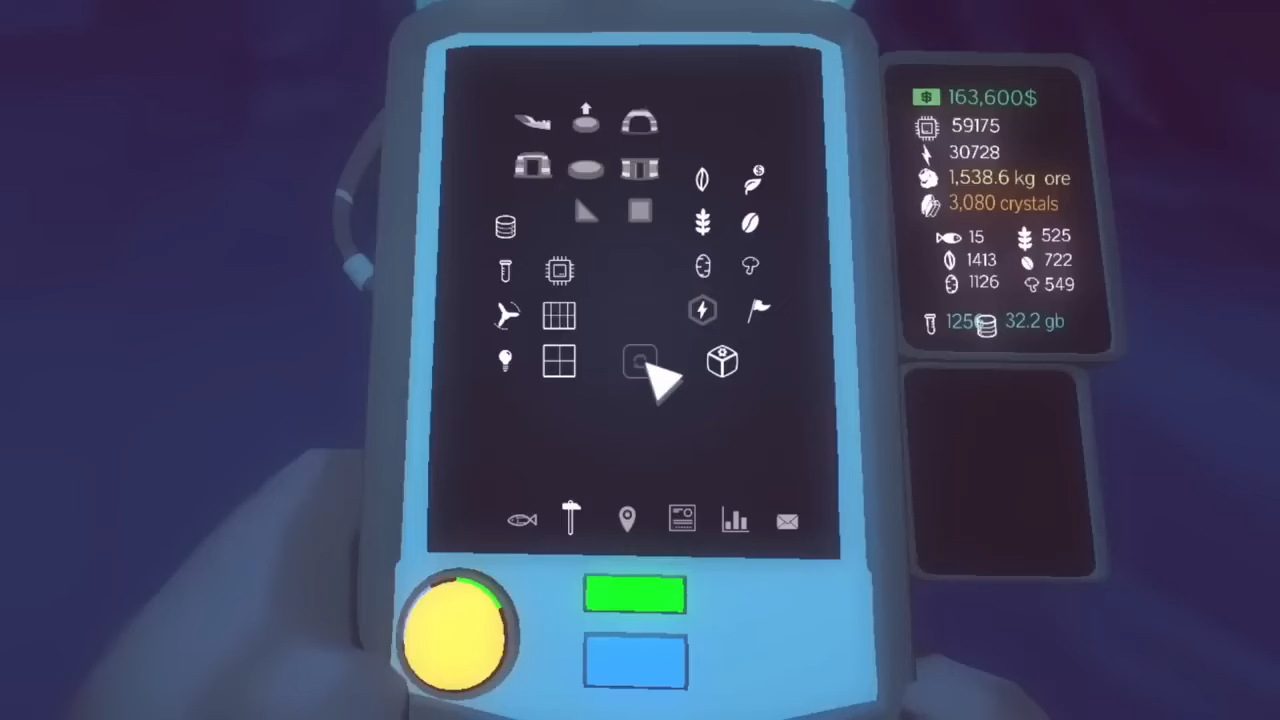 163,600$
59175
30728
1,538.6 kg ore
3,080 crystals
15 525
1413 722
1126 549
1256 32.2 gb